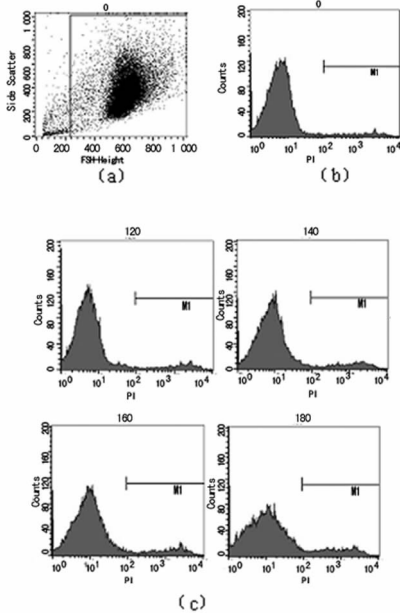 0
1 000
800
600
400
200
0
Side Scatter
0 200 400 600 800 1 000
FSH-Height
(a)
0
200
160
120
80
40
0
Counts
M1
10⁰ 10¹ 10² 10³ 10⁴
PI
(b)
120
200
160
120
80
40
0
Counts
M1
10⁰ 10¹ 10² 10³ 10⁴
PI
140
200
160
120
80
40
0
Counts
M1
10⁰ 10¹ 10² 10³ 10⁴
PI
160
200
160
120
80
40
0
Counts
M1
10⁰ 10¹ 10² 10³ 10⁴
PI
180
200
160
120
80
40
0
Counts
M1
10⁰ 10¹ 10² 10³ 10⁴
PI
(c)